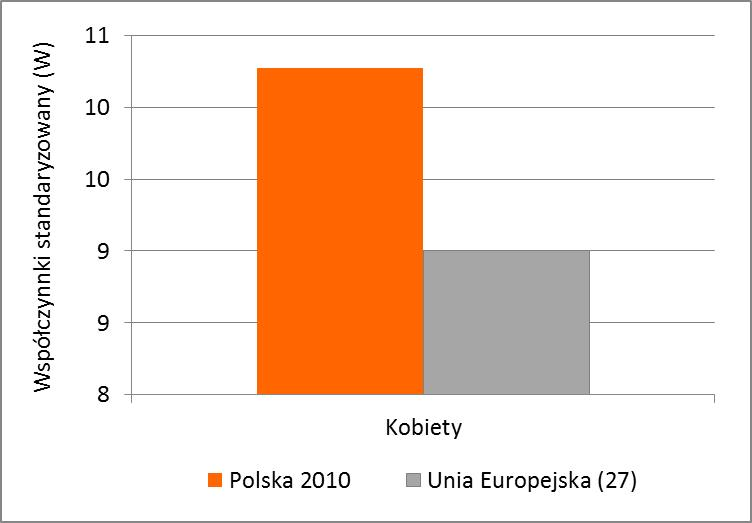 Współczynnki standaryzowany (W)
11
10
10
9
9
8
Kobiety
Polska 2010
Unia Europejska (27)